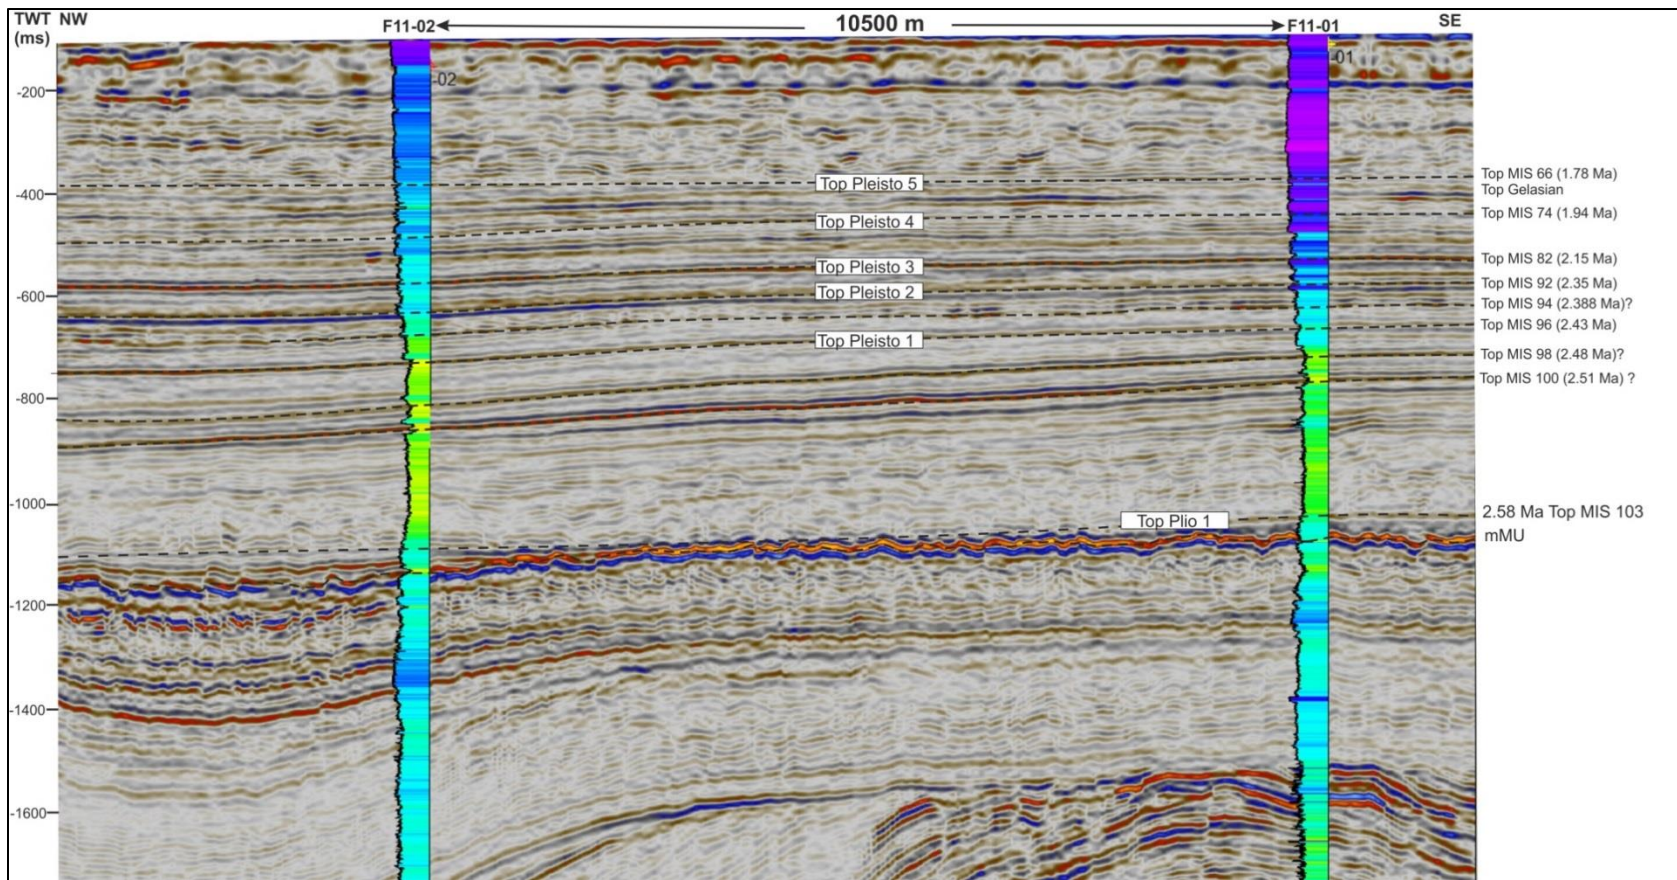 TWT NW
(ms)
F11-02
10500 m
F11-01
SE
-02
-01
-200
-400
-600
-800
-1000
-1200
-1400
-1600
Top Pleisto 5
Top Pleisto 4
Top Pleisto 3
Top Pleisto 2
Top Pleisto 1
Top Plio 1
Top MIS 66 (1.78 Ma)
Top Gelasian
Top MIS 74 (1.94 Ma)
Top MIS 82 (2.15 Ma)
Top MIS 92 (2.35 Ma)
Top MIS 94 (2.388 Ma)?
Top MIS 96 (2.43 Ma)
Top MIS 98 (2.48 Ma)?
Top MIS 100 (2.51 Ma) ?
2.58 Ma Top MIS 103
mMU